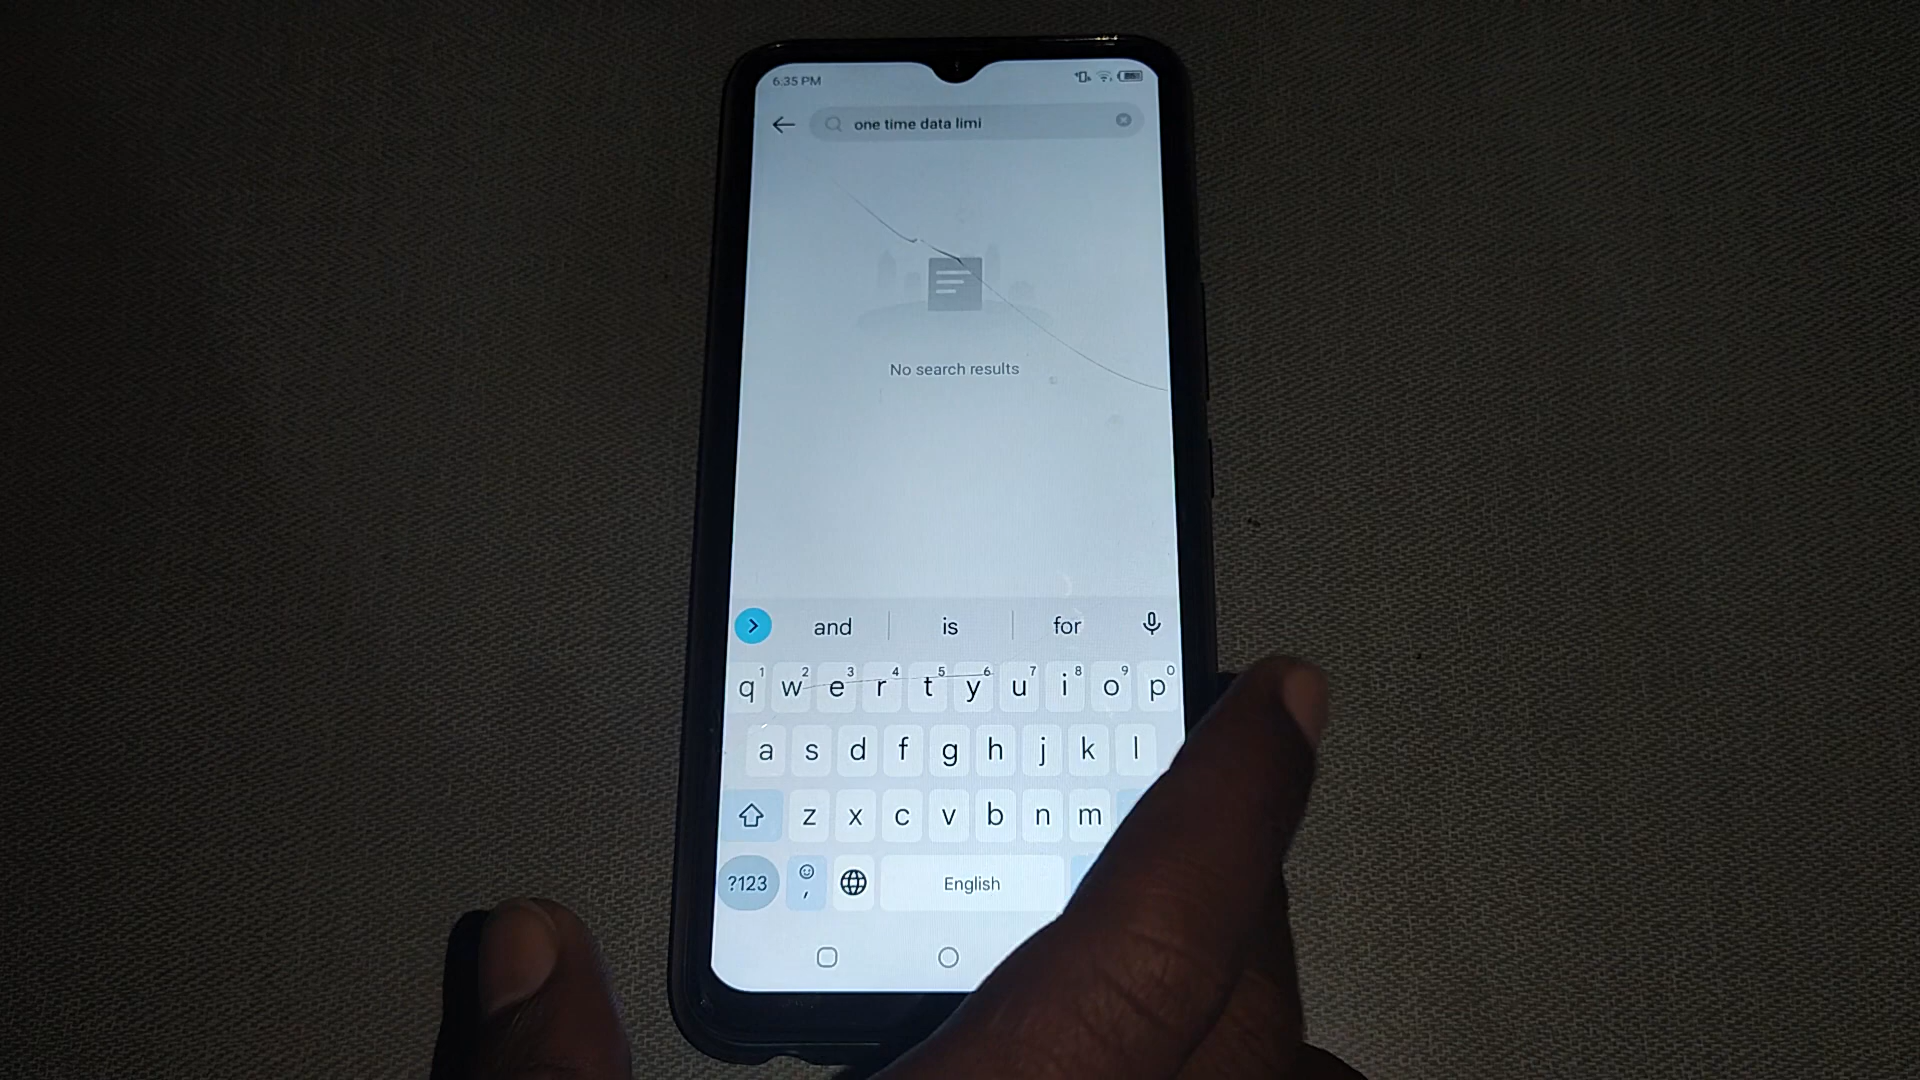 6:35 PM
one time data limi
No search results
and is for
1 2 3 4 5 6 7 8 9 0
q w e r t y u i o p
a s d f g h j k l
z x c v b n m
?123 , English